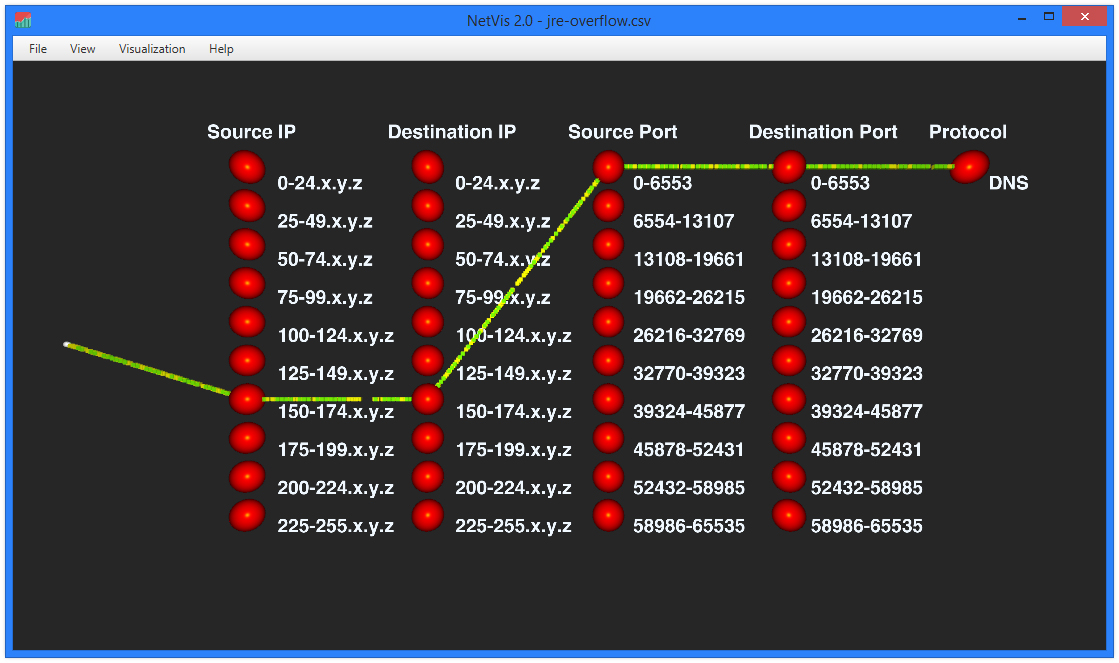 NetVis 2.0 - jre-overflow.csv
File View Visualization Help
Source IP Destination IP Source Port Destination Port Protocol
0-24.x.y.z 0-24.x.y.z 0-6553 0-6553 DNS
25-49.x.y.z 25-49.x.y.z 6554-13107 6554-13107
50-74.x.y.z 50-74.x.y.z 13108-19661 13108-19661
75-99.x.y.z 75-99.x.y.z 19662-26215 19662-26215
100-124.x.y.z 100-124.x.y.z 26216-32769 26216-32769
125-149.x.y.z 125-149.x.y.z 32770-39323 32770-39323
150-174.x.y.z 150-174.x.y.z 39324-45877 39324-45877
175-199.x.y.z 175-199.x.y.z 45878-52431 45878-52431
200-224.x.y.z 200-224.x.y.z 52432-58985 52432-58985
225-255.x.y.z 225-255.x.y.z 58986-65535 58986-65535